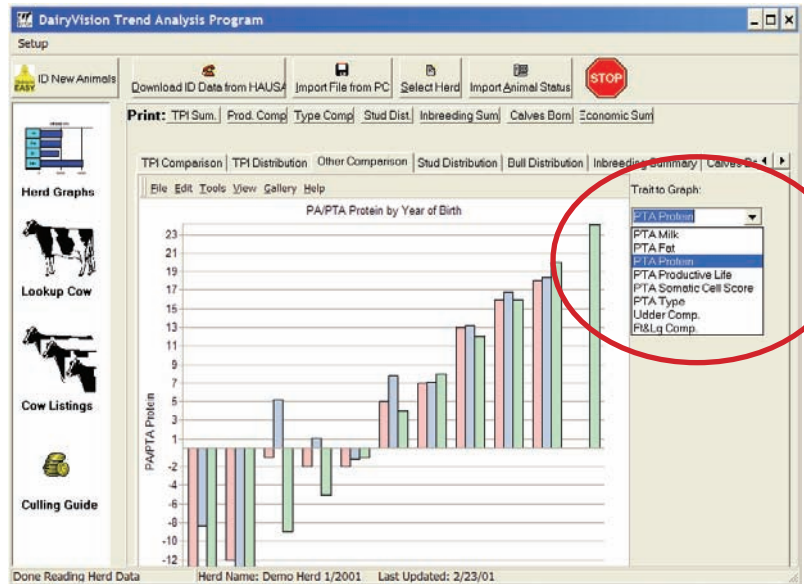 DairyVision Trend Analysis Program
Setup
EASY ID New Animals
Download ID Data from HAUSA
Import File from PC
Select Herd
Import Animal Status
STOP
Print: TPI Sum. Prod. Comp Type Comp Stud Dist. Inbreeding Sum Calves Born Economic Sum
TPI Comparison TPI Distribution Other Comparison Stud Distribution Bull Distribution Inbreeding Summary Calves
File Edit Tools View Gallery Help
Trait to Graph:
PTA Protein
PTA Milk
PTA Fat
PTA Protein
PTA Productive Life
PTA Somatic Cell Score
PTA Type
Udder Comp.
Ft&Lg Comp.
Herd Graphs
Lookup Cow
Cow Listings
Culling Guide
PA/PTA Protein by Year of Birth
PA/PTA Protein
23
21
19
17
15
13
11
9
7
5
3
1
-2
-4
-6
-8
-10
-12
Done Reading Herd Data
Herd Name: Demo Herd 1/2001
Last Updated: 2/23/01